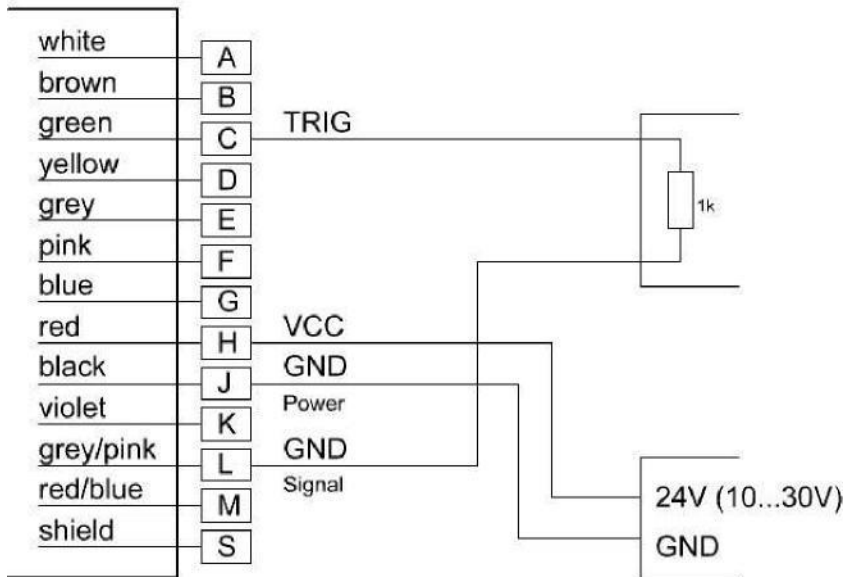 white A
brown B
green C TRIG
yellow D
grey E
1k
pink F
blue G
red H VCC
black J GND
Power
violet K
grey/pink L GND
Signal
red/blue M
24V (10...30V)
shield S
GND